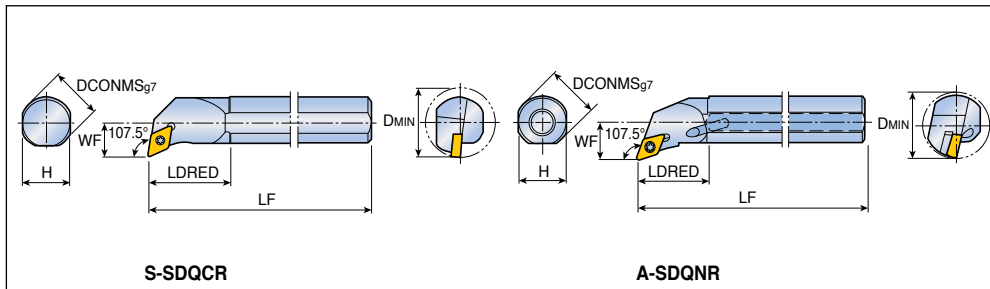 DCONMSg7
107.5°
WF
H
LDRED
LF
DMIN
S-SDQCR
DCONMSg7
107.5°
WF
H
LDRED
LF
DMIN
A-SDQNR